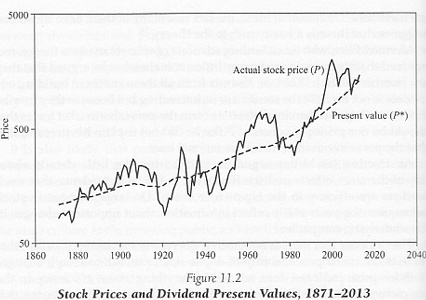 5000
Actual stock price (P)
500
Present value (P*)
Price
50
1860 1880 1900 1920 1940 1960 1980 2000 2020 2040
Figure 11.2
Stock Prices and Dividend Present Values, 1871–2013